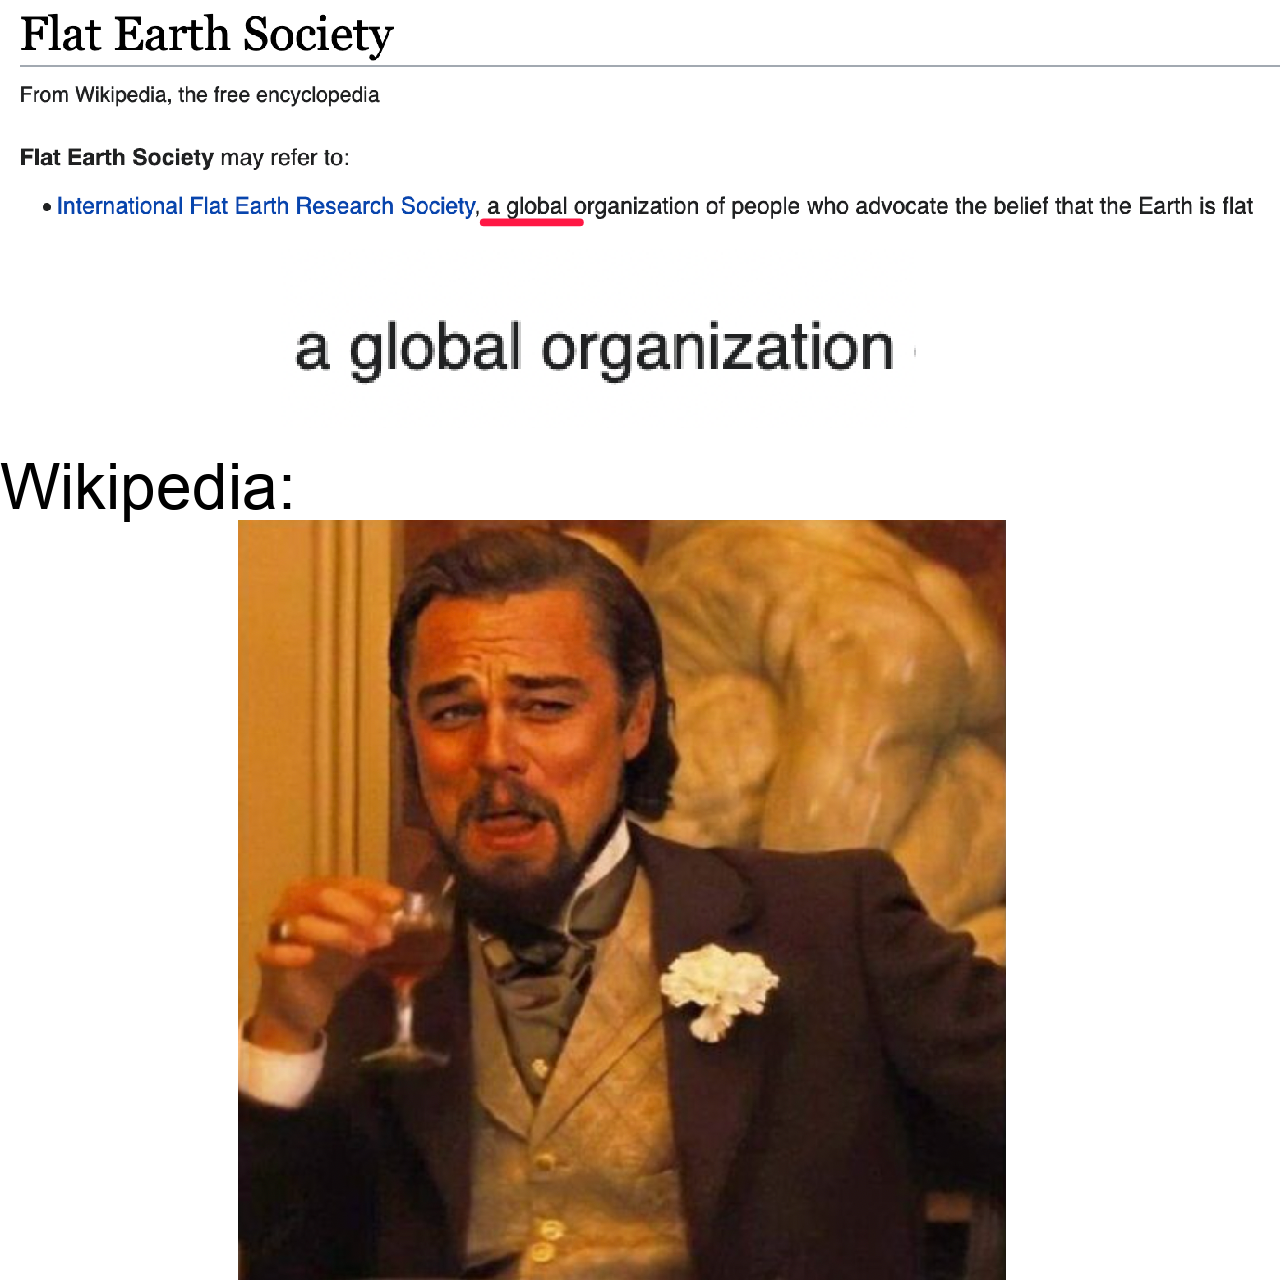 Flat Earth Society
From Wikipedia, the free encyclopedia
Flat Earth Society may refer to:
• International Flat Earth Research Society, a global organization of people who advocate the belief that the Earth is flat
a global organization
Wikipedia: